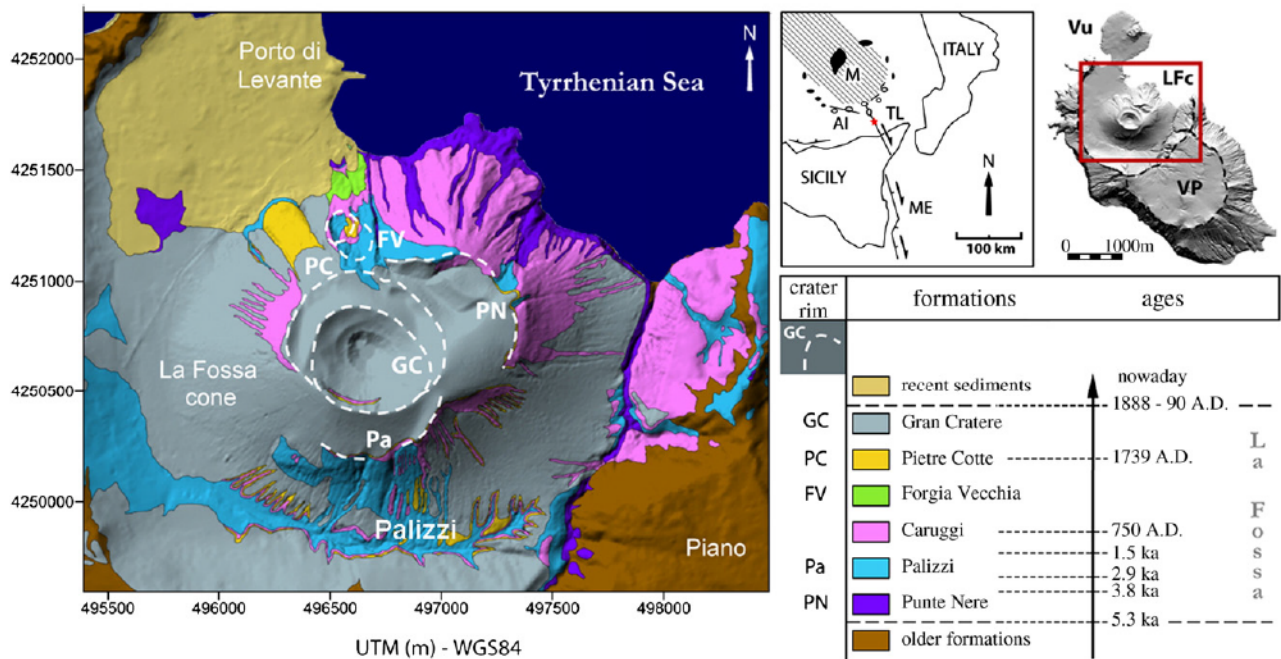 4252000
4251500
4251000
4250500
4250000
Porto di
Levante
N
Tyrrhenian Sea
FV
PC
PN
GC
La Fossa
cone
Pa
Palizzi
Piano
495500 496000 496500 497000 497500 498000
UTM (m) - WGS84
ITALY
M
AI
TL
SICILY
N
ME
100 km
Vu
LFc
VP
0 1000m
crater
rim
formations
ages
GC
nowaday
recent sediments
1888 - 90 A.D.
GC Gran Cratere
PC Pietre Cotte 1739 A.D.
FV Forgia Vecchia
Caruggi 750 A.D.
1.5 ka
Pa Palizzi
2.9 ka
3.8 ka
PN Punte Nere
5.3 ka
older formations
La Fossa